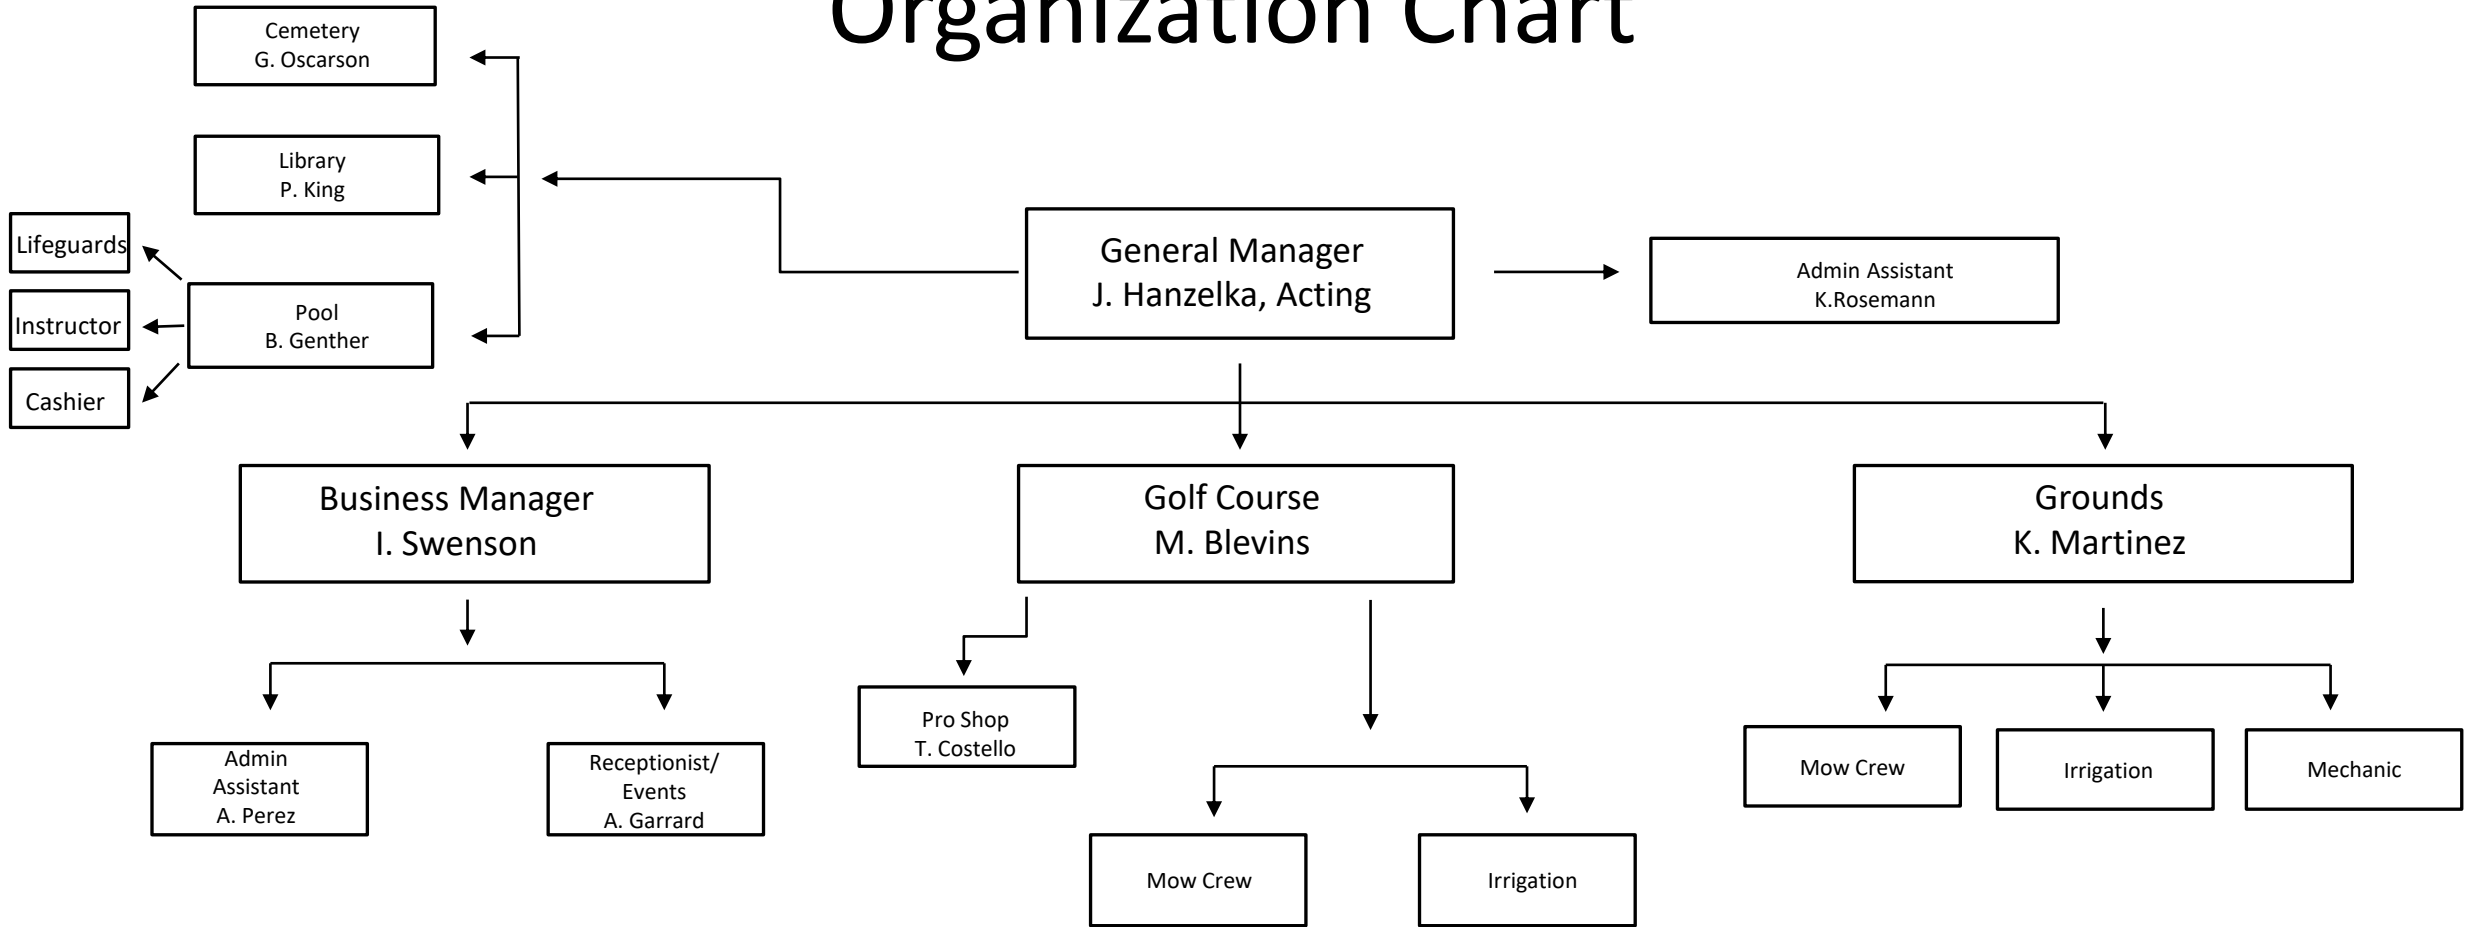 Organization Chart
Cemetery
G. Oscarson
Library
P. King
Lifeguards
Instructor
Cashier
Pool
B. Genther
General Manager
J. Hanzelka, Acting
Admin Assistant
K.Rosemann
Business Manager
I. Swenson
Golf Course
M. Blevins
Grounds
K. Martinez
Admin
Assistant
A. Perez
Receptionist/
Events
A. Garrard
Pro Shop
T. Costello
Mow Crew
Irrigation
Mow Crew
Irrigation
Mechanic